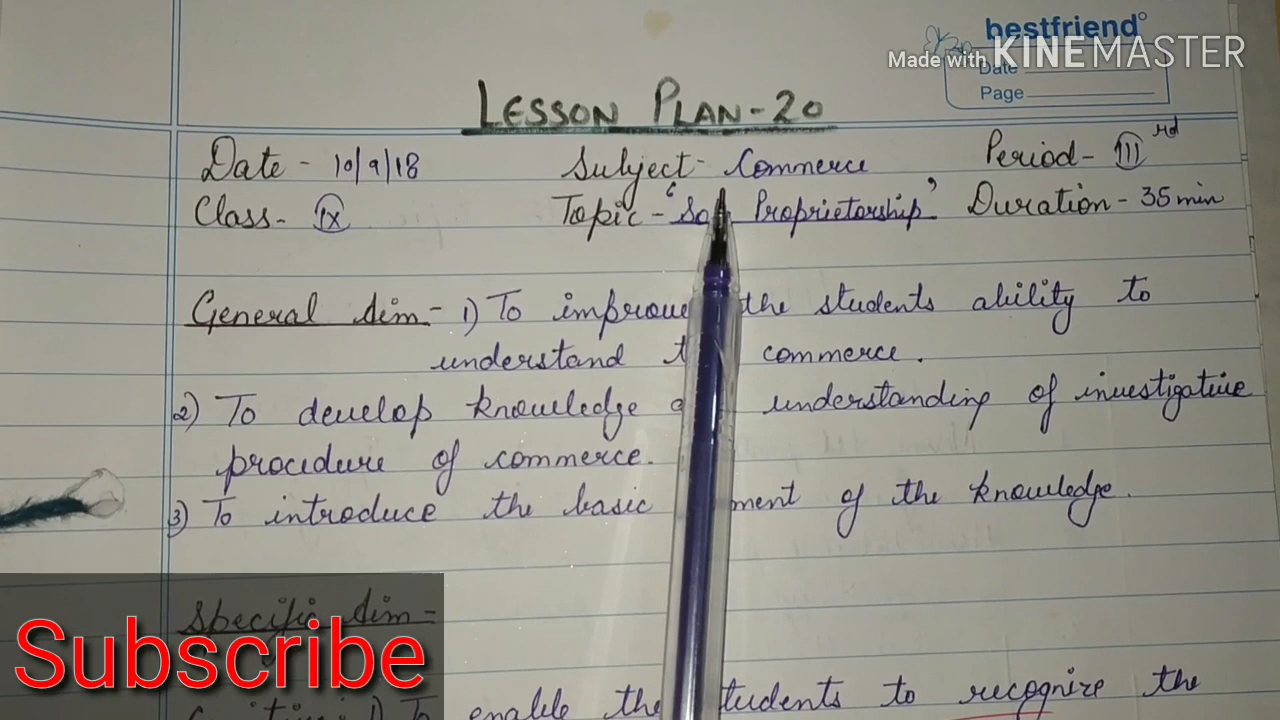 bestfriend
Made with KINEMASTER
Date
Page
LESSON PLAN-20
Date - 10/9/18 Subject - Commerce Period - III rd
Class - IX Topic - ' Proprietorship' Duration - 35 min
General Aim - 1) To improve the students ability to
understand commerce.
2) To develop knowledge understanding of investigative
procedure of commerce.
3) To introduce the basic of the knowledge.
Specific Aim -
Subscribe
1) To enable the students to recognize the